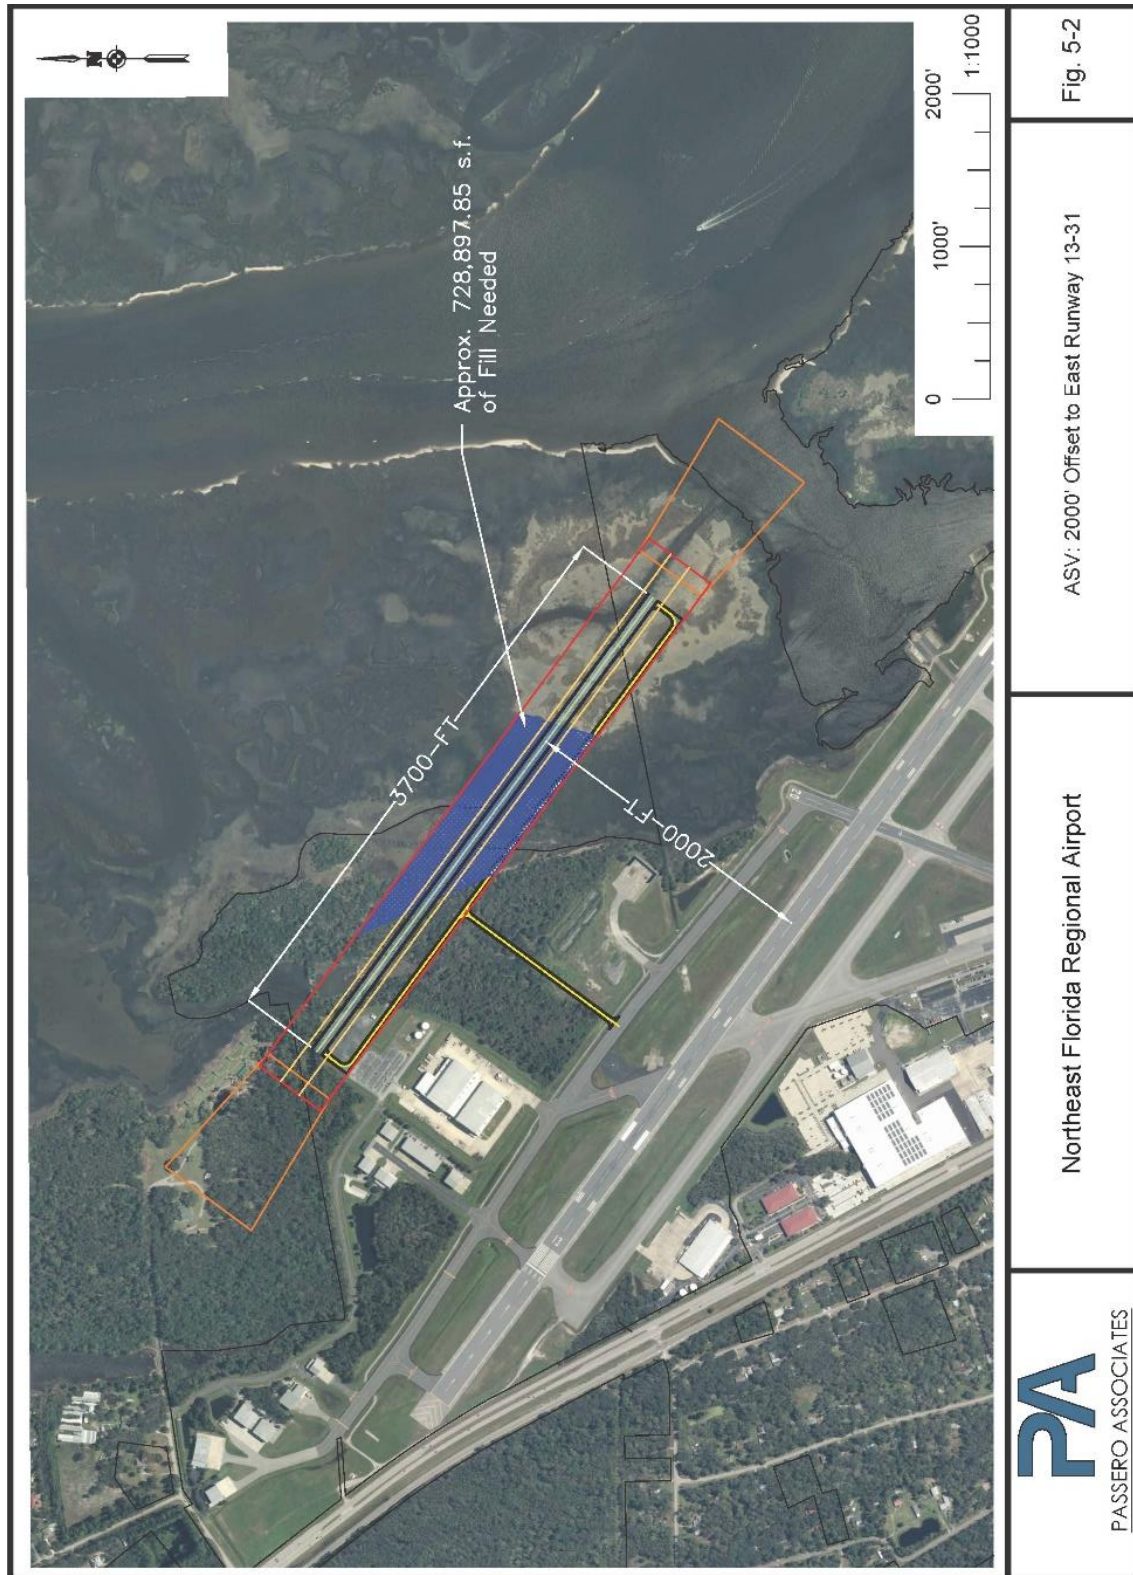 N
Approx. 728,897.85 s.f.
of Fill Needed
3700-FT
2000-FT
0
1000'
2000'
1:1000
PA
PASSERO ASSOCIATES
Northeast Florida Regional Airport
ASV: 2000' Offset to East Runway 13-31
Fig. 5-2